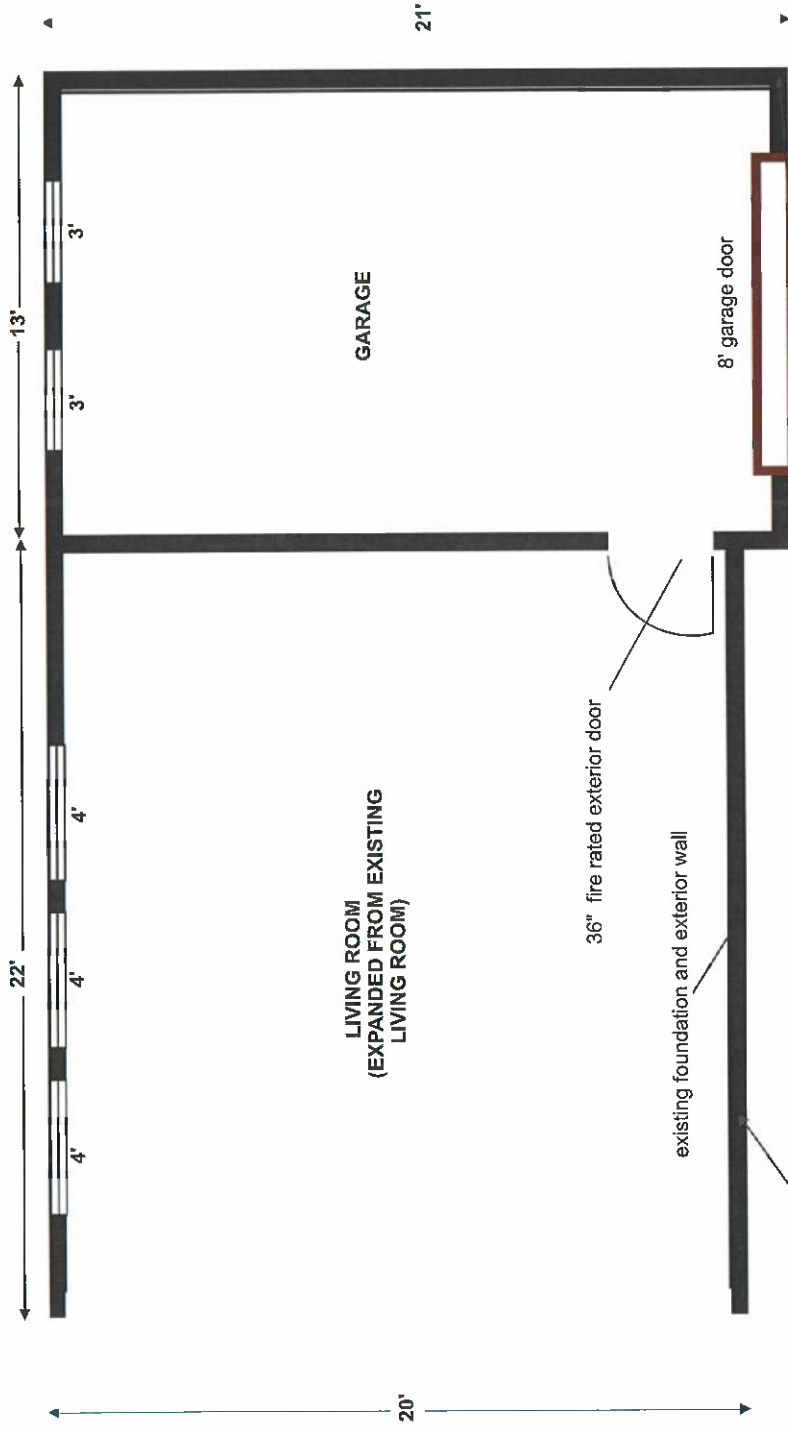 22'
13'
21'
4'
4'
4'
3'
3'
LIVING ROOM
(EXPANDED FROM EXISTING
LIVING ROOM)
GARAGE
36" fire rated exterior door
8' garage door
existing foundation and exterior wall
20'